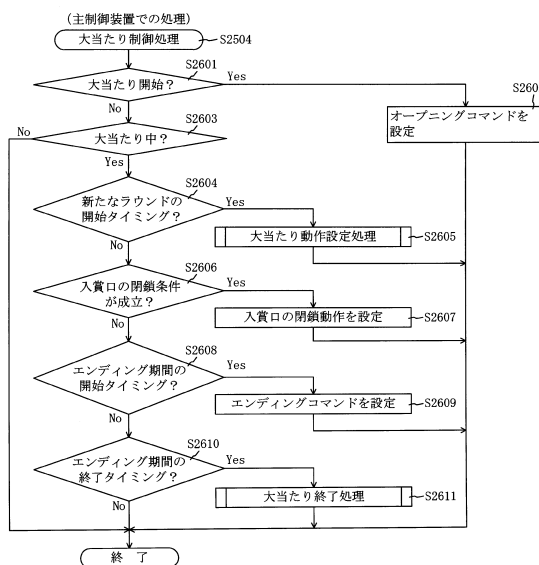 (主制御装置での処理)
大当たり制御処理
S2504
S2601
大当たり開始？
Yes
No
S260
オープニングコマンドを
設定
S2603
No
大当たり中？
Yes
S2604
新たなラウンドの
開始タイミング？
Yes
No
大当たり動作設定処理
S2605
S2606
入賞口の閉鎖条件
が成立？
Yes
No
入賞口の閉鎖動作を設定
S2607
S2608
エンディング期間の
開始タイミング？
Yes
No
エンディングコマンドを設定
S2609
S2610
エンディング期間の
終了タイミング？
Yes
No
大当たり終了処理
S2611
終 了